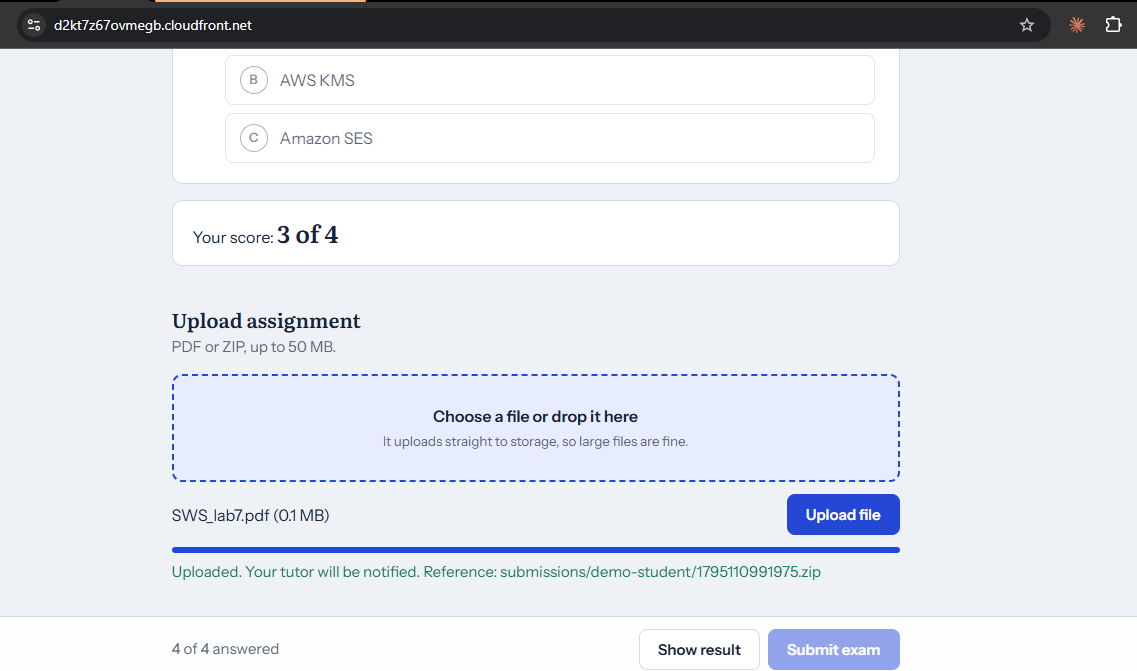 d2kt7z67ovmegb.cloudfront.net
B AWS KMS
C Amazon SES
Your score: 3 of 4
Upload assignment
PDF or ZIP, up to 50 MB.
Choose a file or drop it here
It uploads straight to storage, so large files are fine.
SWS_lab7.pdf (0.1 MB)
Upload file
Uploaded. Your tutor will be notified. Reference: submissions/demo-student/1795110991975.zip
4 of 4 answered
Show result
Submit exam